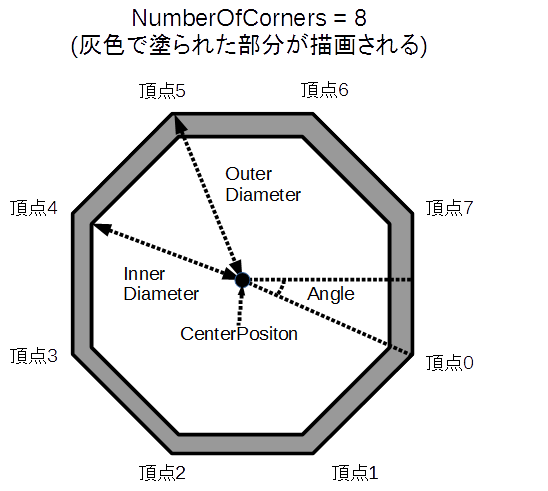 NumberOfCorners = 8
(灰色で塗られた部分が描画される)
頂点5
頂点6
Outer
Diameter
頂点4
頂点7
Inner
Diameter
Angle
CenterPositon
頂点3
頂点0
頂点2
頂点1